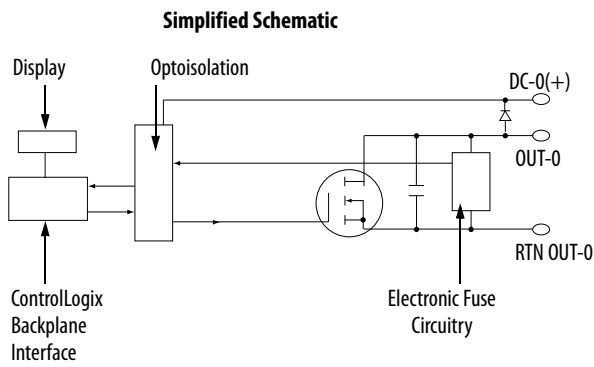 Simplified Schematic
Display
Optoisolation
DC-0(+)
OUT-0
RTN OUT-0
ControlLogix
Backplane
Interface
Electronic Fuse
Circuitry